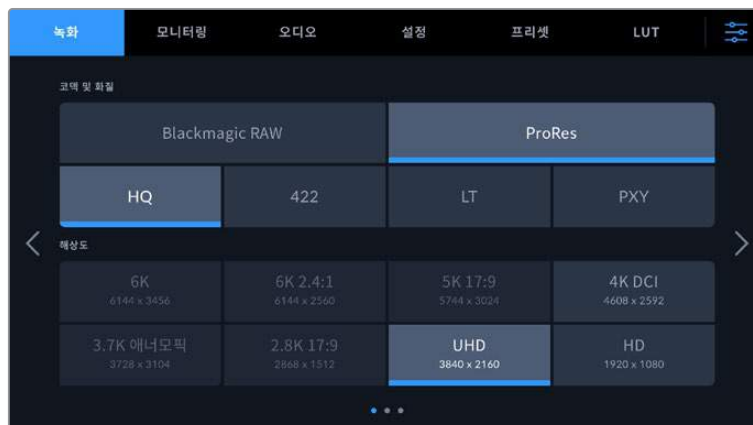 녹화 모니터링 오디오 설정 프리셋 LUT
코덱 및 화질
Blackmagic RAW ProRes
HQ 422 LT PXY
해상도
6K 6K 2.4:1 5K 17:9 4K DCI
6144 x 3456 6144 x 2560 5744 x 3024 4608 x 2592
3.7K 애너모픽 2.8K 17:9 UHD HD
3728 x 3104 2868 x 1512 3840 x 2160 1920 x 1080